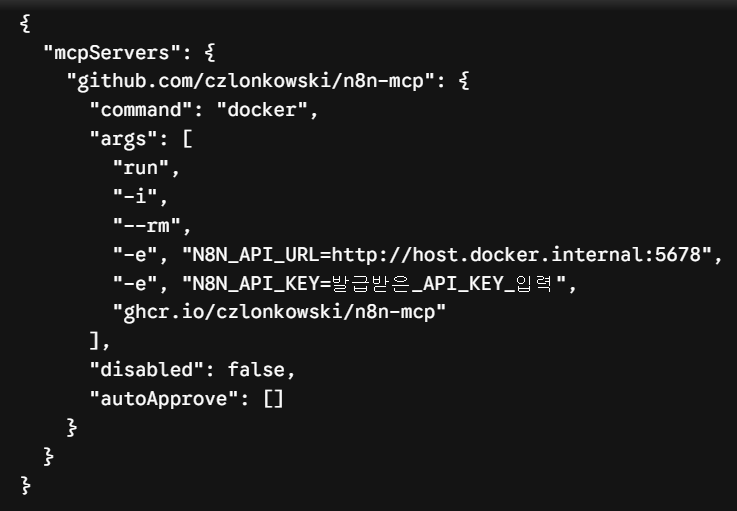 {
  "mcpServers": {
    "github.com/czlonkowski/n8n-mcp": {
      "command": "docker",
      "args": [
        "run",
        "-i",
        "--rm",
        "-e", "N8N_API_URL=http://host.docker.internal:5678",
        "-e", "N8N_API_KEY=발급받은_API_KEY_입력",
        "ghcr.io/czlonkowski/n8n-mcp"
      ],
      "disabled": false,
      "autoApprove": []
    }
  }
}